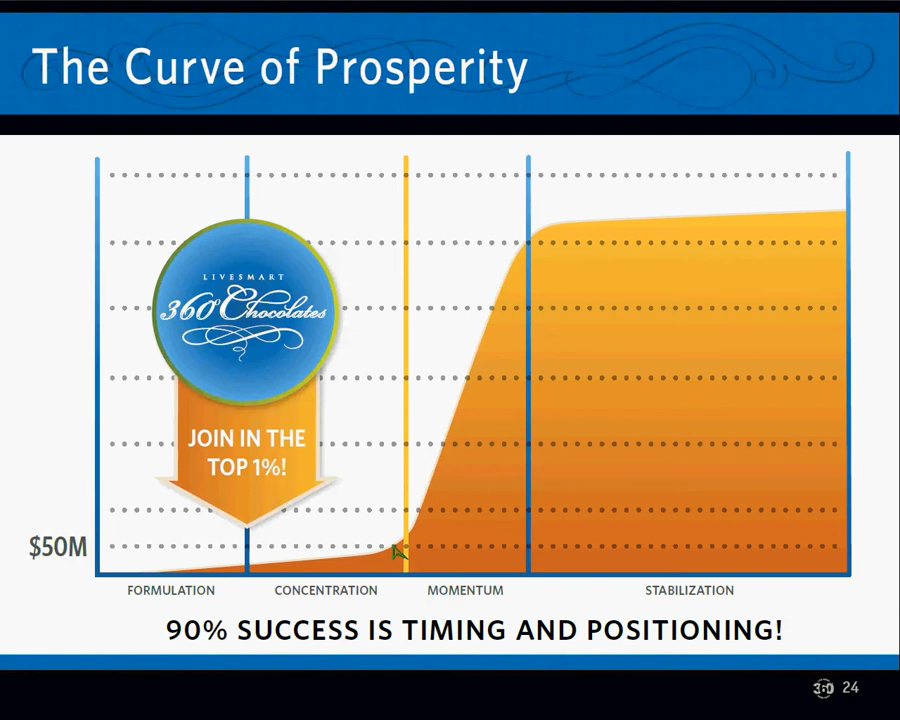 The Curve of Prosperity
LIVESMART
360° Chocolates
JOIN IN THE
TOP 1%!
$50M
FORMULATION CONCENTRATION MOMENTUM STABILIZATION
90% SUCCESS IS TIMING AND POSITIONING!
360 24